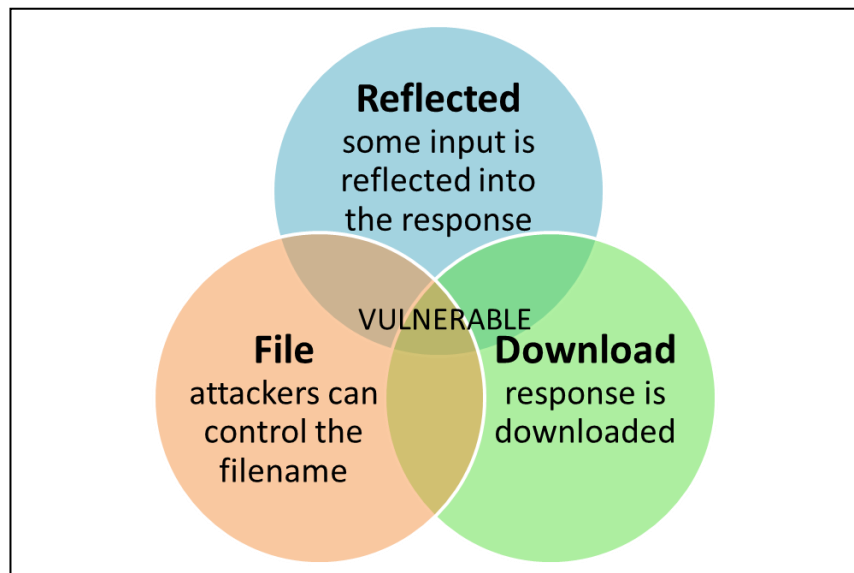 Reflected
some input is
reflected into
the response
VULNERABLE
File
attackers can
control the
filename
Download
response is
downloaded